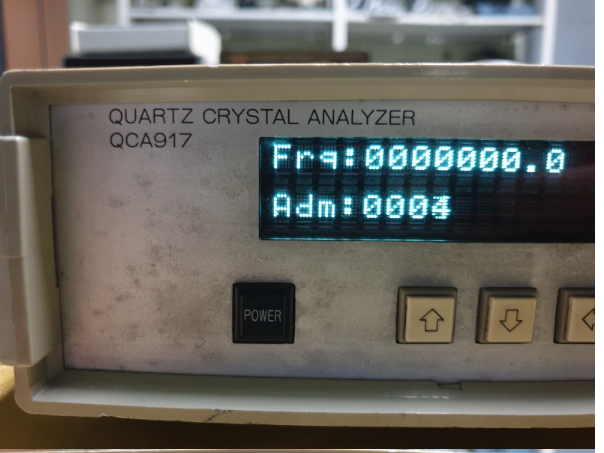 QUARTZ CRYSTAL ANALYZER
QCA917
Frq:0000000.0
Adm:0004
POWER